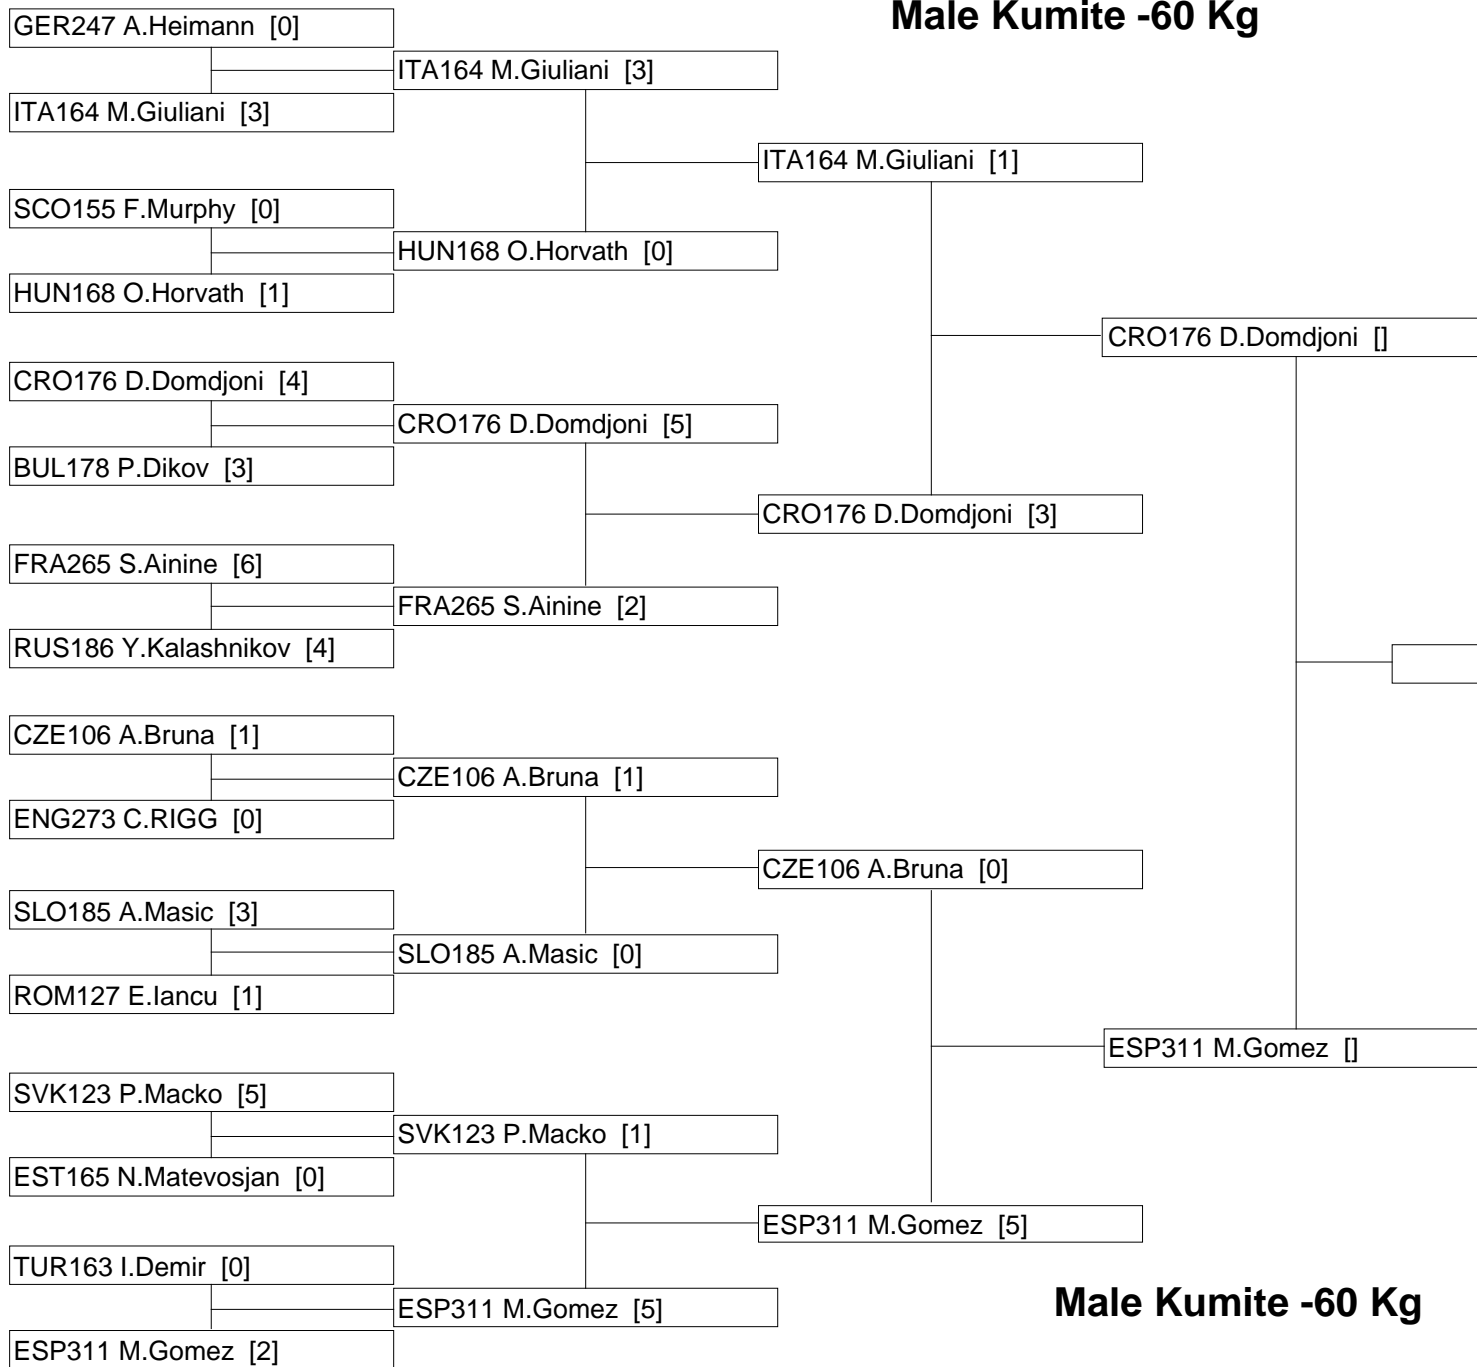 Male Kumite -60 Kg
GER247 A.Heimann [0]
ITA164 M.Giuliani [3]
ITA164 M.Giuliani [3]
ITA164 M.Giuliani [1]
SCO155 F.Murphy [0]
HUN168 O.Horvath [0]
HUN168 O.Horvath [1]
CRO176 D.Domdjoni []
CRO176 D.Domdjoni [4]
CRO176 D.Domdjoni [5]
BUL178 P.Dikov [3]
CRO176 D.Domdjoni [3]
FRA265 S.Ainine [6]
FRA265 S.Ainine [2]
RUS186 Y.Kalashnikov [4]
CZE106 A.Bruna [1]
CZE106 A.Bruna [1]
ENG273 C.RIGG [0]
CZE106 A.Bruna [0]
SLO185 A.Masic [3]
SLO185 A.Masic [0]
ROM127 E.Iancu [1]
ESP311 M.Gomez []
SVK123 P.Macko [5]
SVK123 P.Macko [1]
EST165 N.Matevosjan [0]
ESP311 M.Gomez [5]
TUR163 I.Demir [0]
ESP311 M.Gomez [5]
Male Kumite -60 Kg
ESP311 M.Gomez [2]